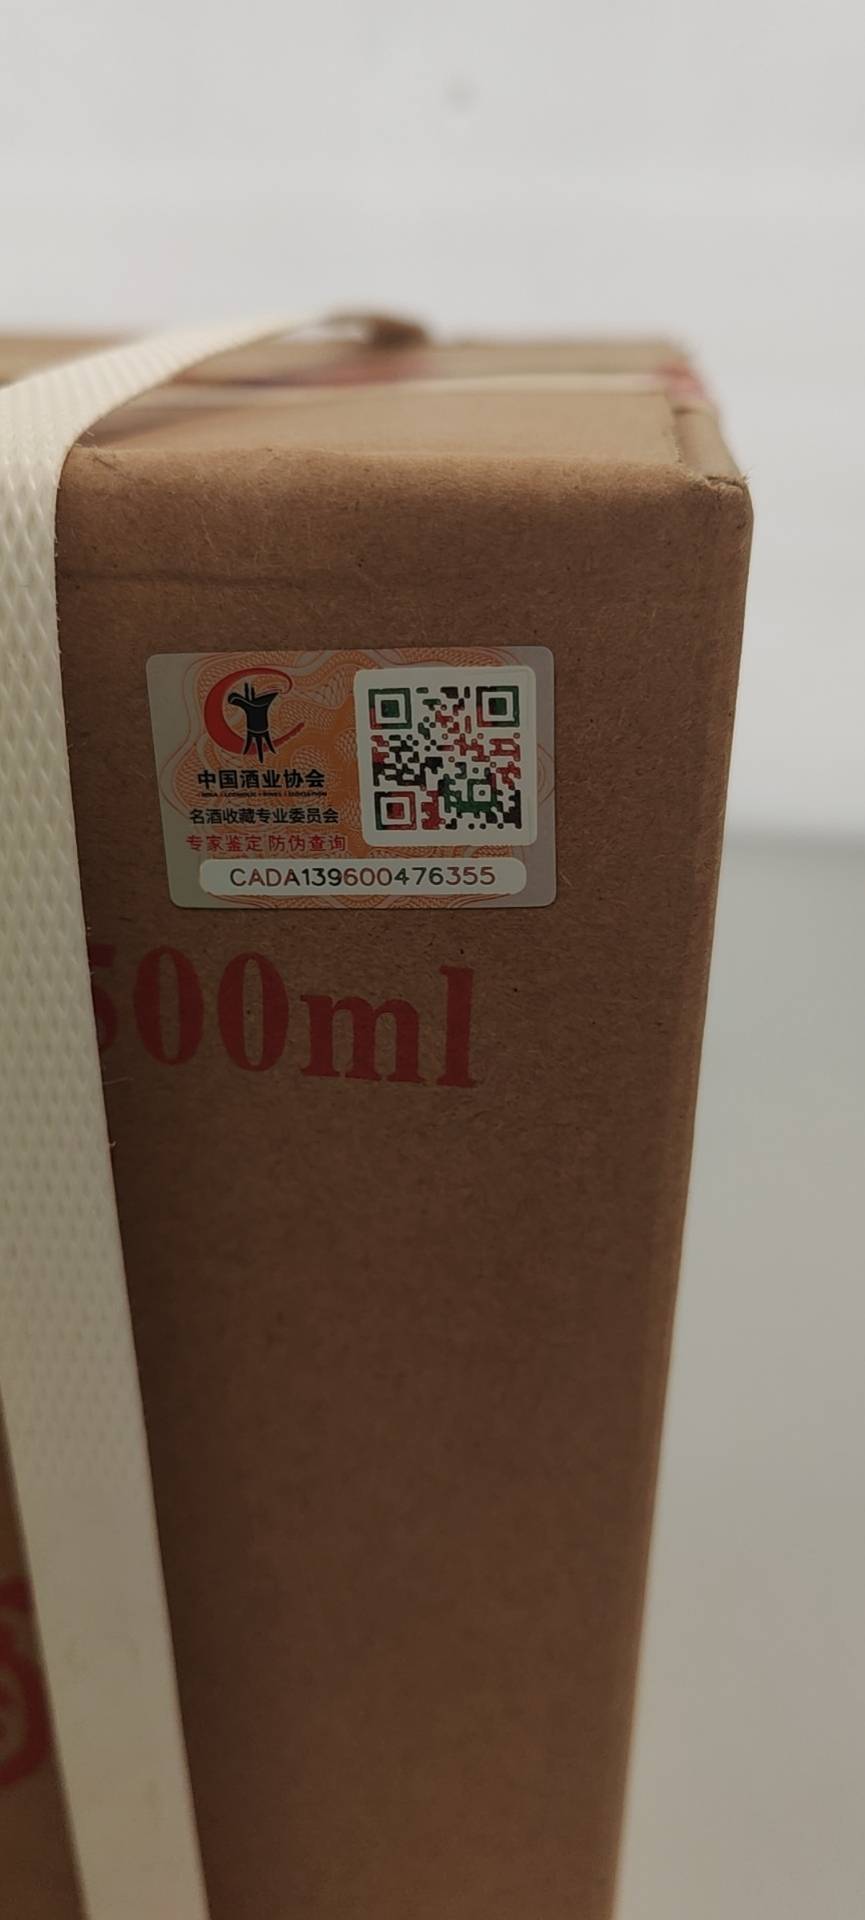 中国酒业协会
名酒收藏专业委员会
专家鉴定 防伪查询
CADA139600476355
500ml